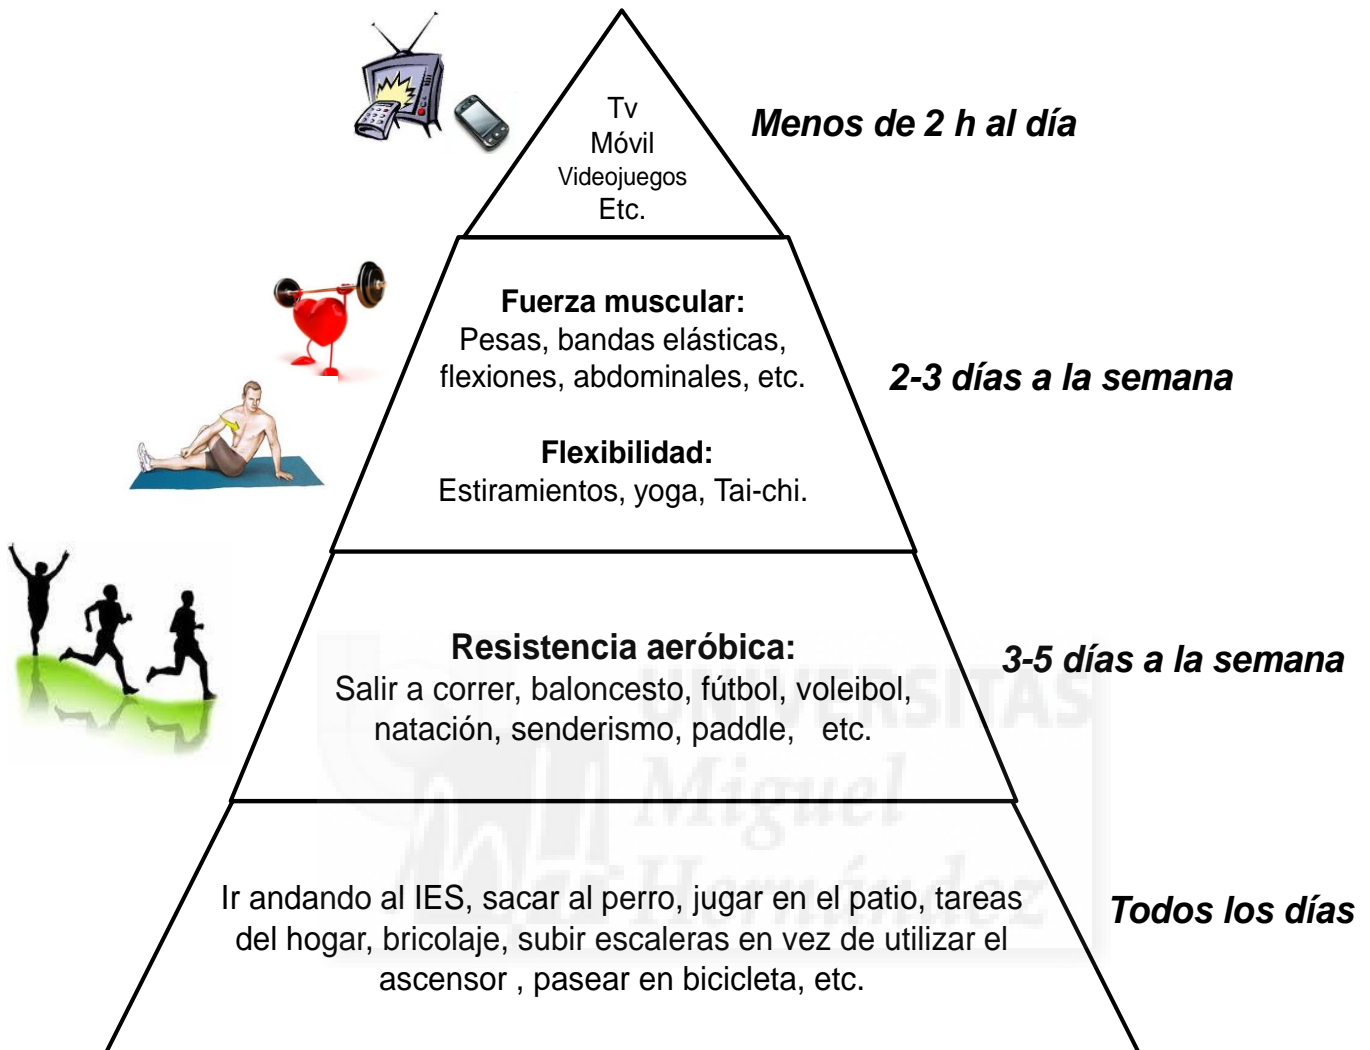 Tv
Móvil
Videojuegos
Etc.
Menos de 2 h al día
Fuerza muscular:
Pesas, bandas elásticas,
flexiones, abdominales, etc.
2-3 días a la semana
Flexibilidad:
Estiramientos, yoga, Tai-chi.
Resistencia aeróbica:
Salir a correr, baloncesto, fútbol, voleibol,
natación, senderismo, paddle, etc.
3-5 días a la semana
UNIVERSITAS
Miguel
Hernández
Ir andando al IES, sacar al perro, jugar en el patio, tareas
del hogar, bricolaje, subir escaleras en vez de utilizar el
ascensor , pasear en bicicleta, etc.
Todos los días